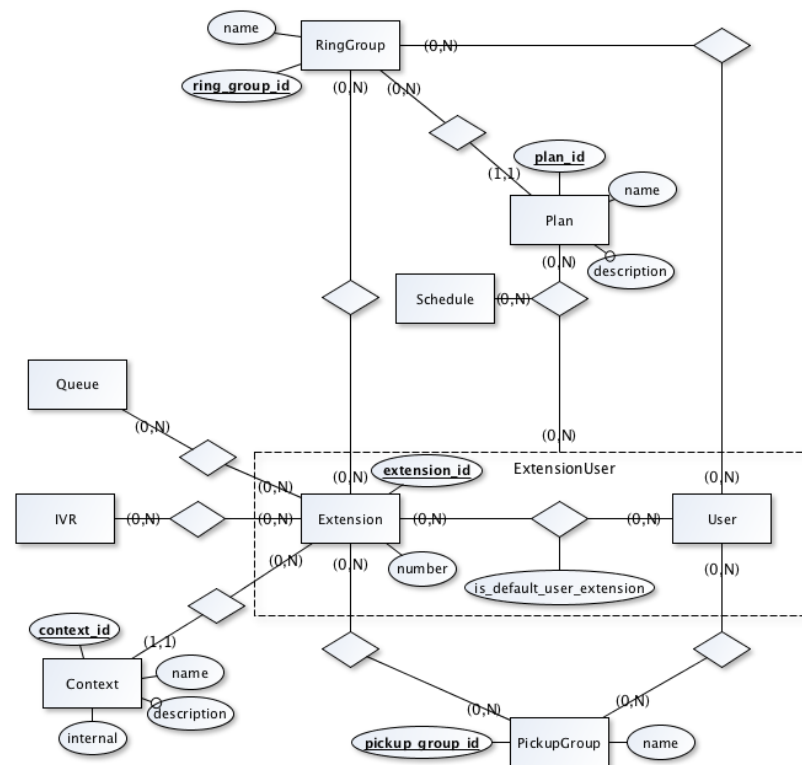 name
RingGroup
(0,N)
ring_group_id
(0,N)
(0,N)
plan_id
(1,1)
name
Plan
(0,N)
description
Schedule
(0,N)
Queue
(0,N)
(0,N)
ExtensionUser
(0,N)
extension_id
(0,N)
(0,N)
IVR
(0,N)
(0,N)
Extension
(0,N)
(0,N)
User
(0,N)
(0,N)
number
(0,N)
is_default_user_extension
context_id
(1,1)
name
Context
description
internal
(0,N)
(0,N)
pickup_group_id
PickupGroup
name